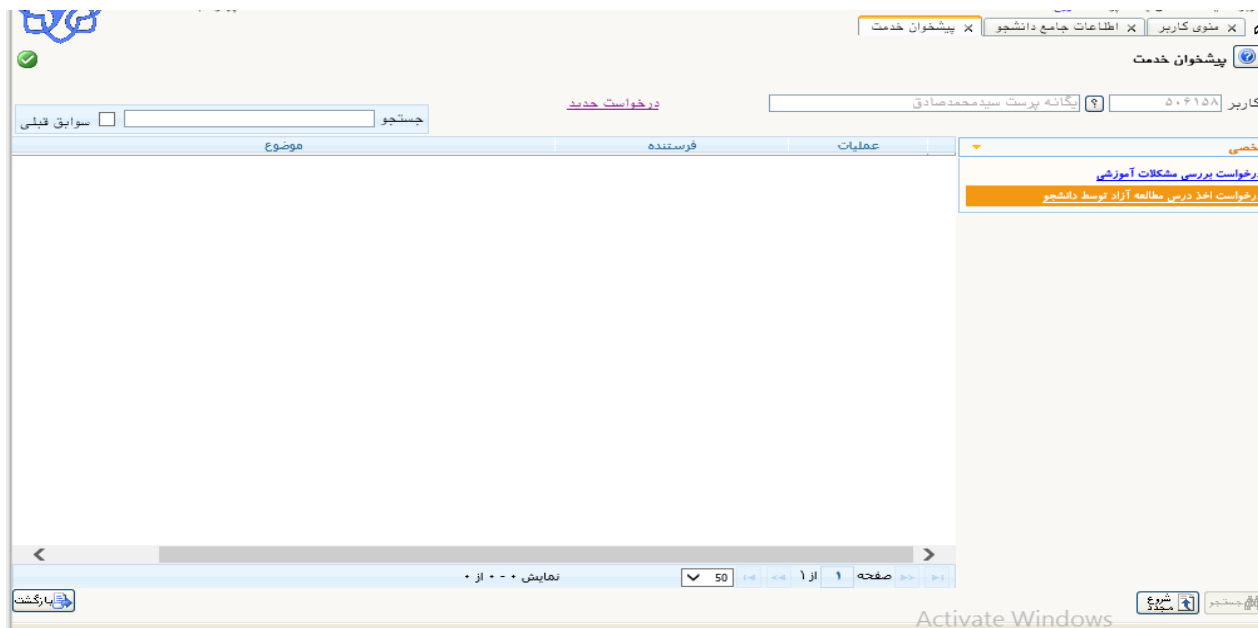 منوی کاربر × اطلاعات جامع دانشجو × پیشخوان خدمت ×
پیشخوان خدمت
کاربر ۵۰۶۱۵۸ ؟ یگانه پرست سیدمحمدصادق
درخواست جدید
جستجو سوابق قبلی
عملیات فرستنده موضوع
درخواست بررسی مشکلات آموزشی
درخواست اخذ درس مطالعه آزاد توسط دانشجو
صفحه ۱ از ۱ 50 نمایش ۰ - ۰ از ۰
جستجو شروع مجدد بازگشت
Activate Windows